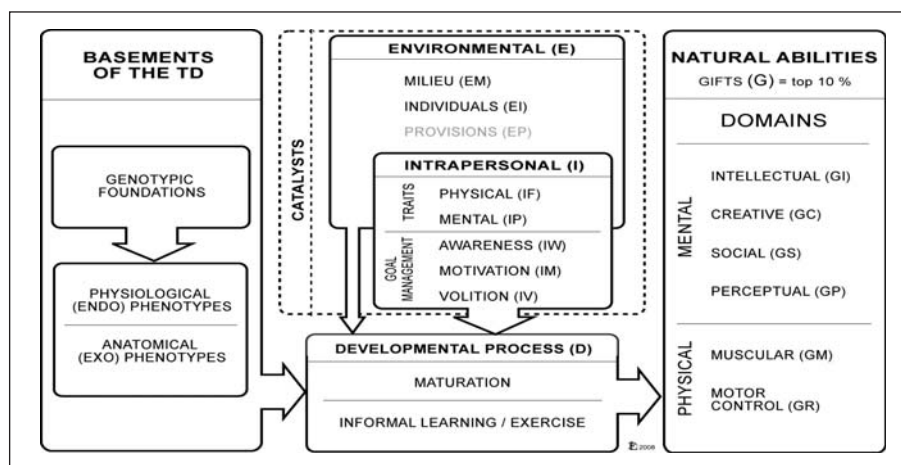 BASEMENTS
OF THE TD
GENOTYPIC
FOUNDATIONS
PHYSIOLOGICAL
(ENDO) PHENOTYPES
ANATOMICAL
(EXO) PHENOTYPES
CATALYSTS
ENVIRONMENTAL (E)
MILIEU (EM)
INDIVIDUALS (EI)
PROVISIONS (EP)
INTRAPERSONAL (I)
TRAITS
PHYSICAL (IF)
MENTAL (IP)
GOAL
MANAGEMENT
AWARENESS (IW)
MOTIVATION (IM)
VOLITION (IV)
DEVELOPMENTAL PROCESS (D)
MATURATION
INFORMAL LEARNING / EXERCISE
2008
NATURAL ABILITIES
GIFTS (G) = top 10 %
DOMAINS
MENTAL
INTELLECTUAL (GI)
CREATIVE (GC)
SOCIAL (GS)
PERCEPTUAL (GP)
PHYSICAL
MUSCULAR (GM)
MOTOR
CONTROL (GR)